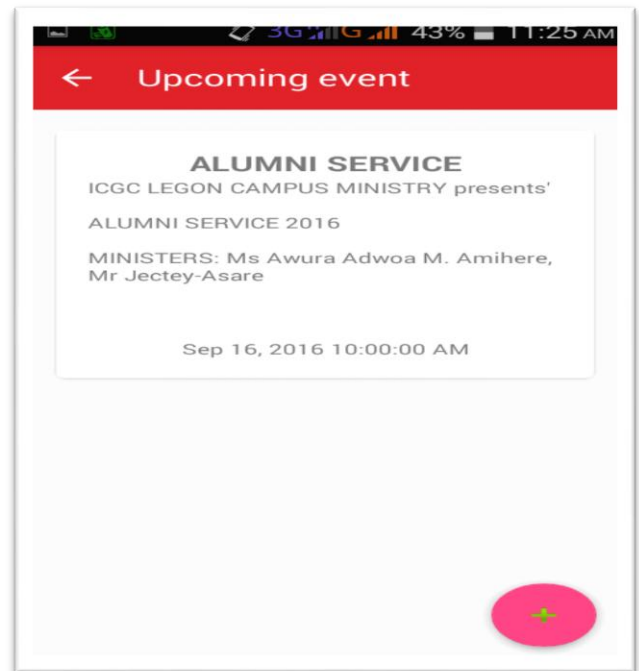 3G G 43% 11:25 AM
← Upcoming event
ALUMNI SERVICE
ICGC LEGON CAMPUS MINISTRY presents'
ALUMNI SERVICE 2016
MINISTERS: Ms Awura Adwoa M. Amihere,
Mr Jectey-Asare
Sep 16, 2016 10:00:00 AM
+